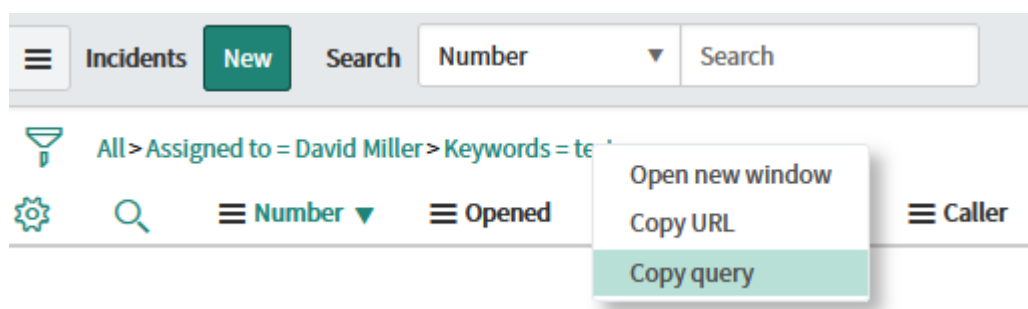 Incidents New Search Number Search
All > Assigned to = David Miller > Keywords =
Open new window
Number Opened Caller
Copy URL
Copy query